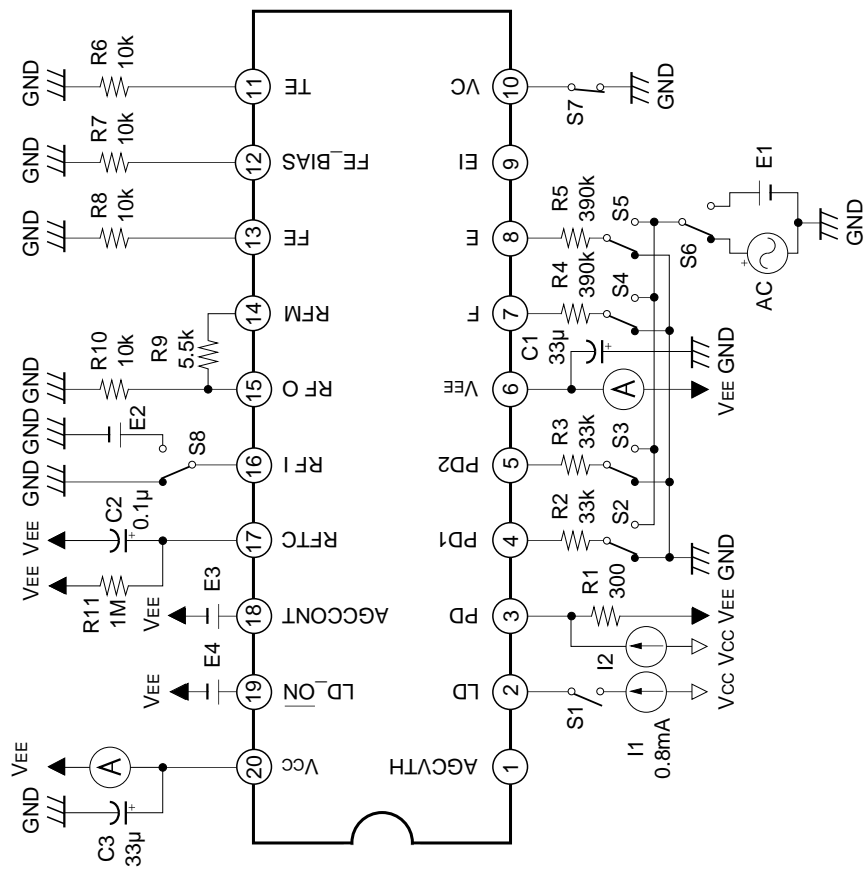 GND
C3
33μ
VEE
A
20
VCC
VEE
E4
19
LD_ON
VEE
E3
18
AGCCONT
VEE
R11
1M
VEE
C2
0.1μ
17
RFTC
GND
GND
E2
S8
16
RF I
GND
R10
10k
15
RF O
R9
5.5k
14
RFM
GND
R8
10k
13
FE
GND
R7
10k
12
FE_BIAS
GND
R6
10k
11
TE
1
AGCVTH
2
LD
S1
I1
0.8mA
VCC
3
PD
I2
VCC
R1
300
VEE
4
PD1
R2
33k
S2
GND
5
PD2
R3
33k
S3
6
VEE
A
VEE
C1
33μ
GND
7
F
R4
390k
S4
8
E
R5
390k
S5
S6
AC
E1
GND
9
EI
10
VC
S7
GND